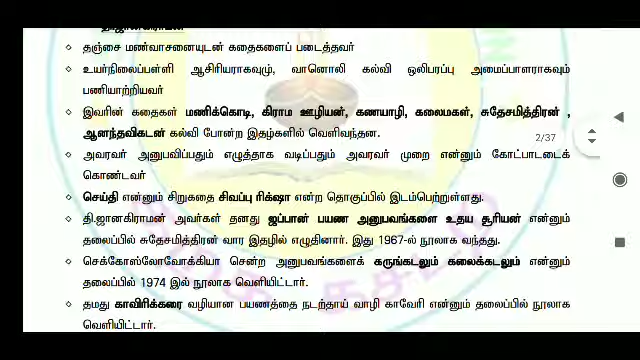 தி.ஜானகிராமன்
◇ தஞ்சை மண்வாசனையுடன் கதைகளைப் படைத்தவர்
◇ உயர்நிலைப்பள்ளி ஆசிரியராகவும், வானொலி கல்வி ஒலிபரப்பு அமைப்பாளராகவும்
பணியாற்றியவர்
◇ இவரின் கதைகள் மணிக்கொடி, கிராம ஊழியன், கணயாழி, கலைமகள், சுதேசமித்திரன் ,
ஆனந்தவிகடன் கல்வி போன்ற இதழ்களில் வெளிவந்தன.
2/37
◇ அவரவர் அனுபவிப்பதும் எழுத்தாக வடிப்பதும் அவரவர் முறை என்னும் கோட்பாடடைக்
கொண்டவர்
◇ செய்தி என்னும் சிறுகதை சிவப்பு ரிக்‌ஷா என்ற தொகுப்பில் இடம்பெற்றுள்ளது.
◇ தி.ஜானகிராமன் அவர்கள் தனது ஜப்பான் பயண அனுபவங்களை உதய சூரியன் என்னும்
தலைப்பில் சுதேசமித்திரன் வார இதழில் எழுதினார். இது 1967-ல் நூலாக வந்தது.
◇ செக்கோஸ்லோவோக்கியா சென்ற அனுபவங்களைக் கருங்கடலும் கலைக்கடலும் என்னும்
தலைப்பில் 1974 இல் நூலாக வெளியிட்டார்.
◇ தமது காவிரிக்கரை வழியான பயணத்தை நடந்தாய் வாழி காவேரி என்னும் தலைப்பில் நூலாக
வெளியிட்டார்.